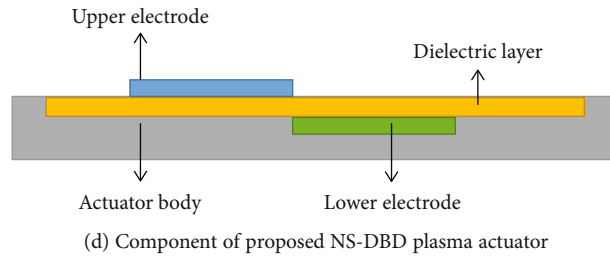 Upper electrode
Dielectric layer
Actuator body
Lower electrode
(d) Component of proposed NS-DBD plasma actuator